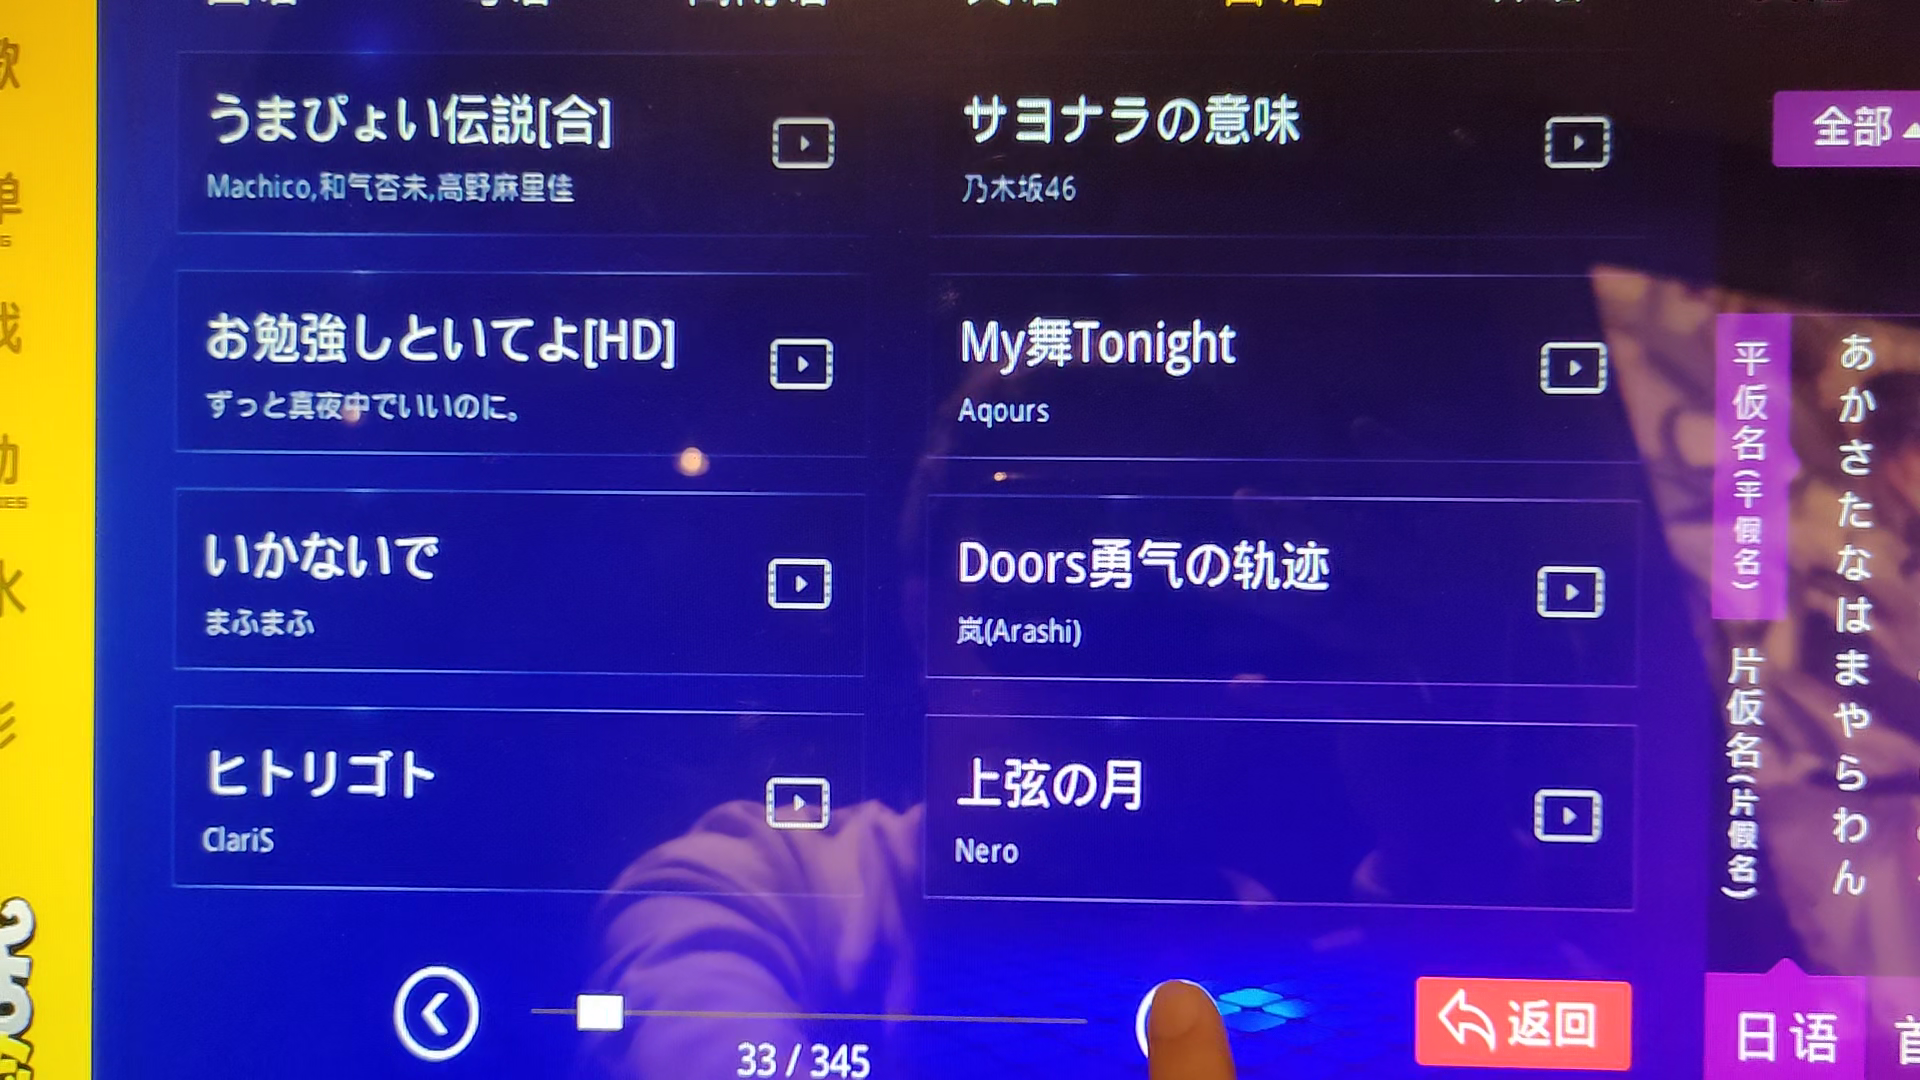 うまぴょい伝説[合]
Machico,和气杏未,高野麻里佳
サヨナラの意味
乃木坂46
お勉強しといてよ[HD]
ずっと真夜中でいいのに。
My舞Tonight
Aqours
いかないで
まふまふ
Doors勇气の轨迹
岚(Arashi)
ヒトリゴト
ClariS
上弦の月
Nero
33 / 345
返回
全部
平仮名(平假名)
片仮名(片假名)
あかさたなはまやらわん
日语